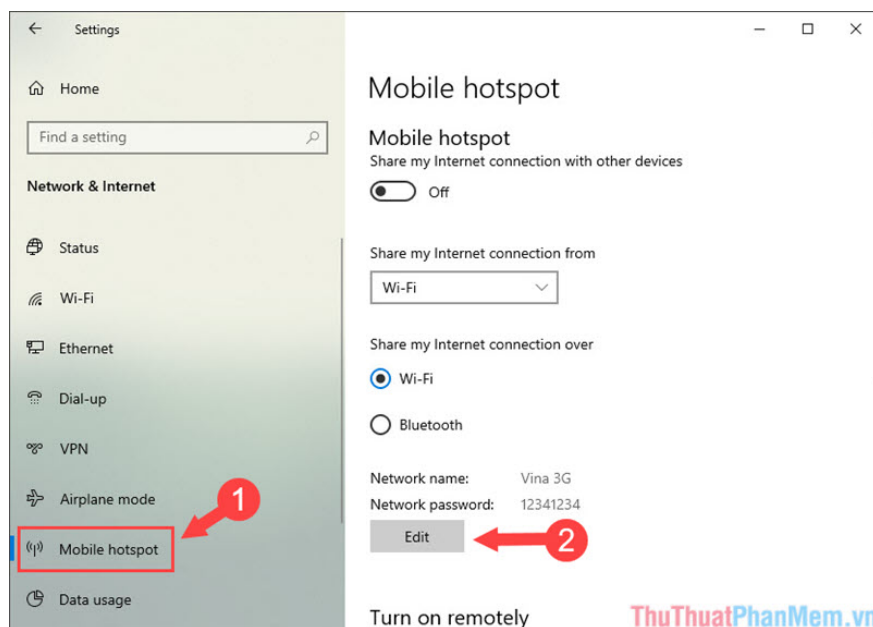 Settings
Home
Find a setting
Network & Internet
Status
Wi-Fi
Ethernet
Dial-up
VPN
Airplane mode
1
Mobile hotspot
Data usage
Mobile hotspot
Mobile hotspot
Share my Internet connection with other devices
Off
Share my Internet connection from
Wi-Fi
Share my Internet connection over
Wi-Fi
Bluetooth
Network name: Vina 3G
Network password: 12341234
Edit
2
Turn on remotely
ThuThuatPhanMem.vn